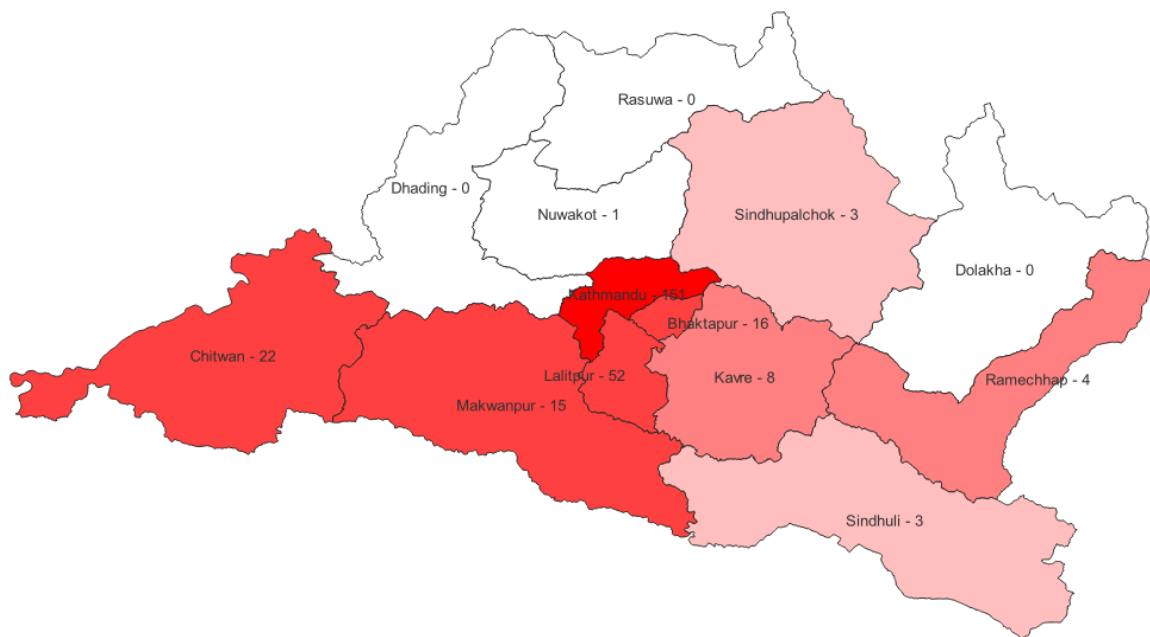 Rasuwa - 0
Dhading - 0
Nuwakot - 1
Sindhupalchok - 3
Dolakha - 0
Kathmandu - 151
Bhaktapur - 16
Chitwan - 22
Lalitpur - 52
Kavre - 8
Ramechhap - 4
Makwanpur - 15
Sindhuli - 3